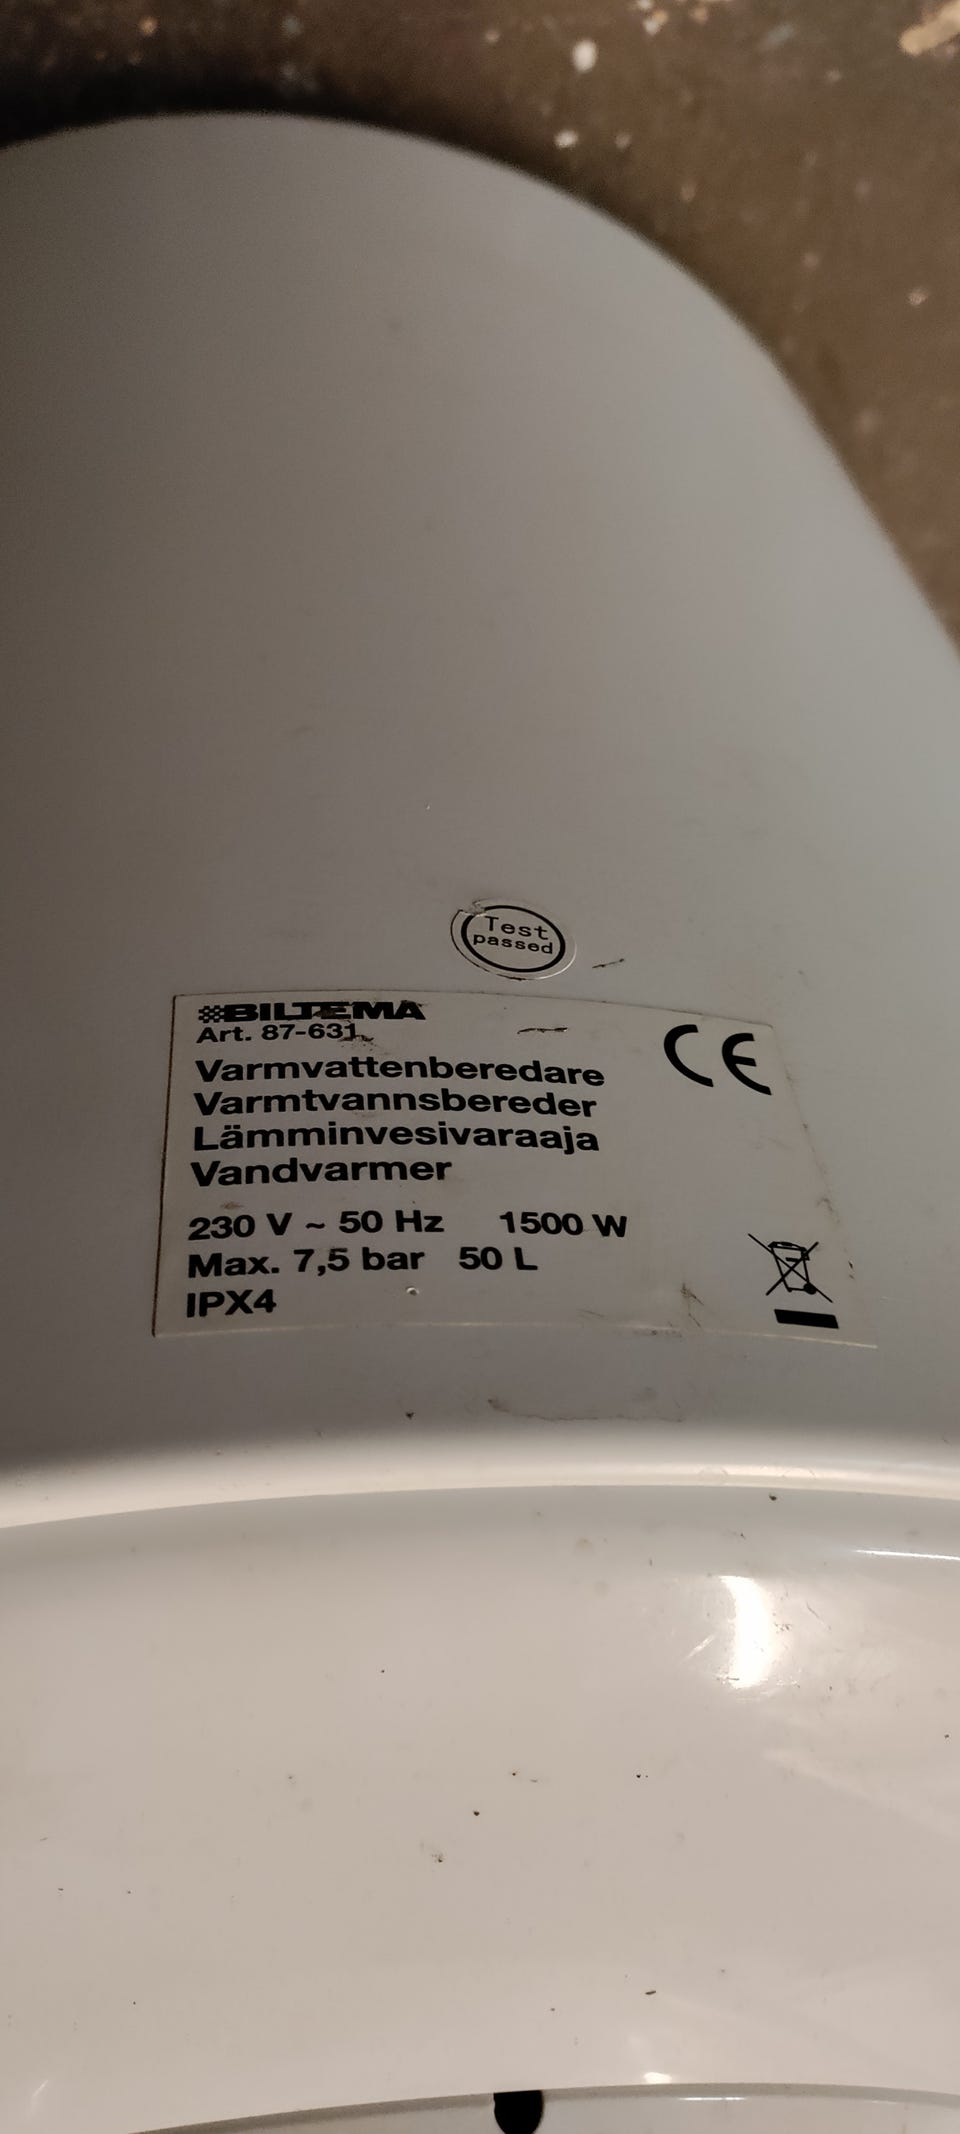 Test
passed
BILTEMA
Art. 87-631
Varmvattenberedare
Varmtvannsbereder
Lämminvesivaraaja
Vandvarmer
230 V ~ 50 Hz 1500 W
Max. 7,5 bar 50 L
IPX4
CE